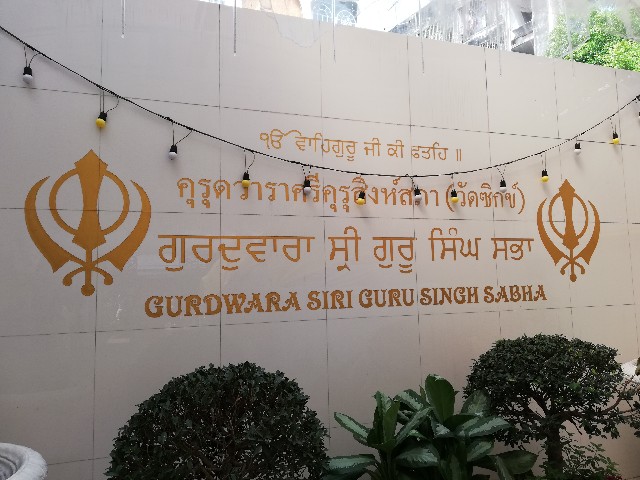 ੴ ਵਾਹਿਗੁਰੂ ਜੀ ਕੀ ਫਤਹਿ ॥
คุรุดวาราศรีคุรุสิงห์สภา (วัดซิกข์)
ਗੁਰਦੁਵਾਰਾ ਸ੍ਰੀ ਗੁਰੂ ਸਿੰਘ ਸਭਾ
GURDWARA SIRI GURU SINGH SABHA